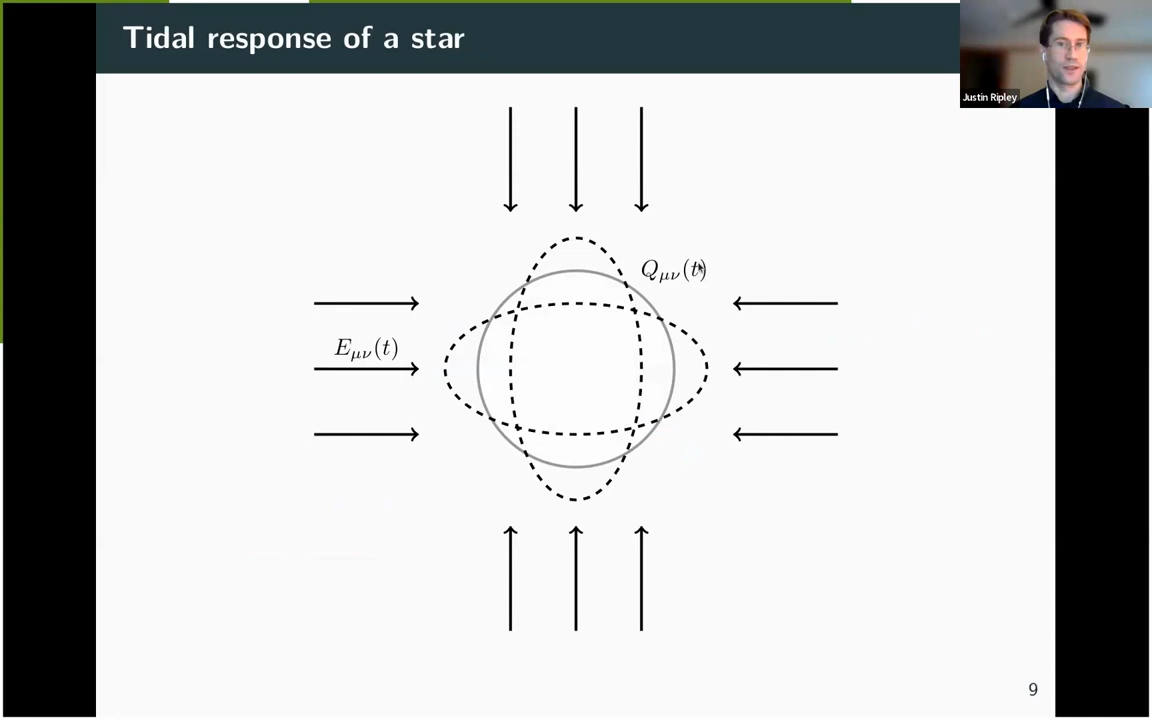 Tidal response of a star
Justin Ripley
Qμν(t)
Eμν(t)
9